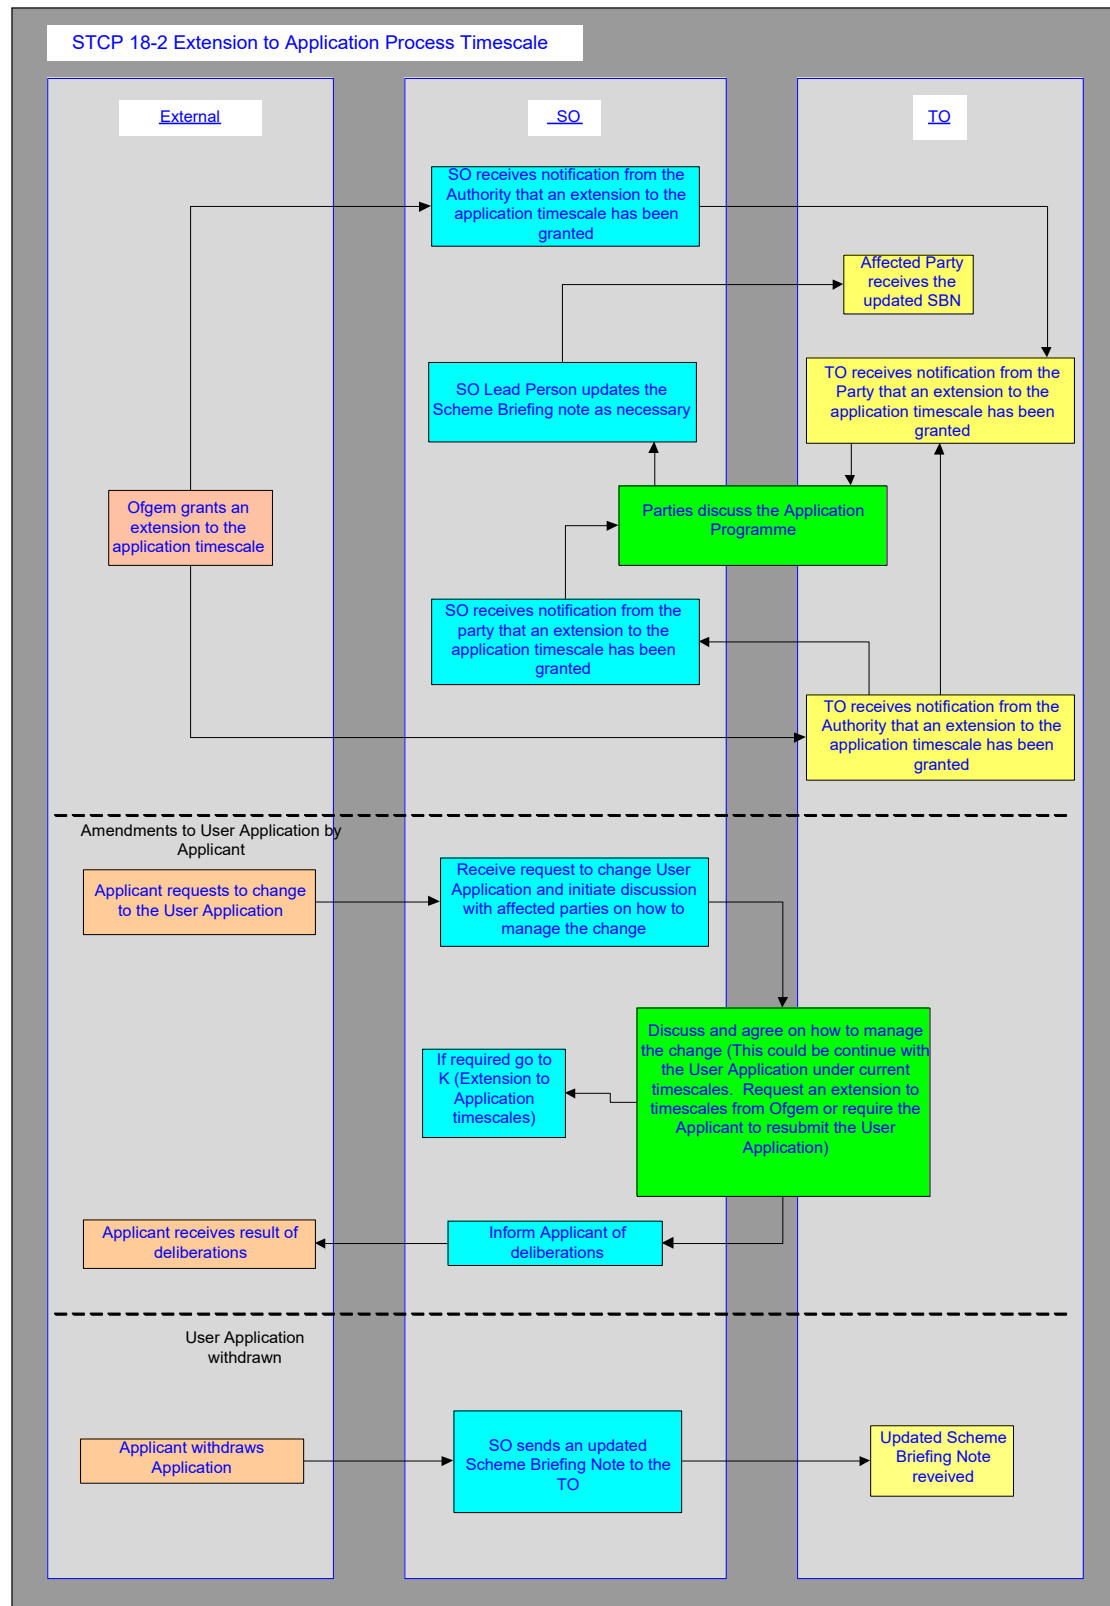 STCP 18-2 Extension to Application Process Timescale
External
SO
TO
SO receives notification from the
Authority that an extension to the
application timescale has been
granted
Affected Party
receives the
updated SBN
SO Lead Person updates the
Scheme Briefing note as necessary
TO receives notification from the
Party that an extension to the
application timescale has been
granted
Ofgem grants an
extension to the
application timescale
Parties discuss the Application
Programme
SO receives notification from the
party that an extension to the
application timescale has been
granted
TO receives notification from the
Authority that an extension to the
application timescale has been
granted
Amendments to User Application by
Applicant
Applicant requests to change
to the User Application
Receive request to change User
Application and initiate discussion
with affected parties on how to
manage the change
Discuss and agree on how to manage
the change (This could be continue with
the User Application under current
timescales.  Request an extension to
timescales from Ofgem or require the
Applicant to resubmit the User
Application)
If required go to
K (Extension to
Application
timescales)
Applicant receives result of
deliberations
Inform Applicant of
deliberations
User Application
withdrawn
Applicant withdraws
Application
SO sends an updated
Scheme Briefing Note to the
TO
Updated Scheme
Briefing Note
reveived